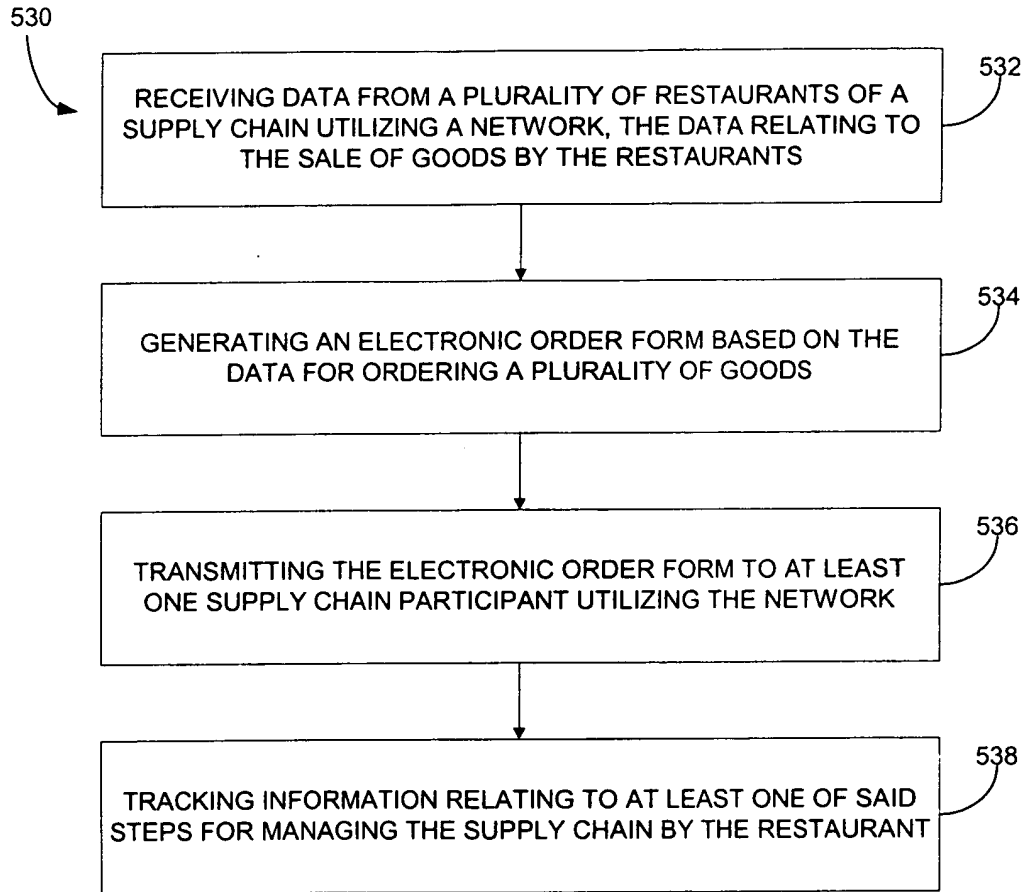 530
532
RECEIVING DATA FROM A PLURALITY OF RESTAURANTS OF A
SUPPLY CHAIN UTILIZING A NETWORK, THE DATA RELATING TO
THE SALE OF GOODS BY THE RESTAURANTS
534
GENERATING AN ELECTRONIC ORDER FORM BASED ON THE
DATA FOR ORDERING A PLURALITY OF GOODS
536
TRANSMITTING THE ELECTRONIC ORDER FORM TO AT LEAST
ONE SUPPLY CHAIN PARTICIPANT UTILIZING THE NETWORK
538
TRACKING INFORMATION RELATING TO AT LEAST ONE OF SAID
STEPS FOR MANAGING THE SUPPLY CHAIN BY THE RESTAURANT